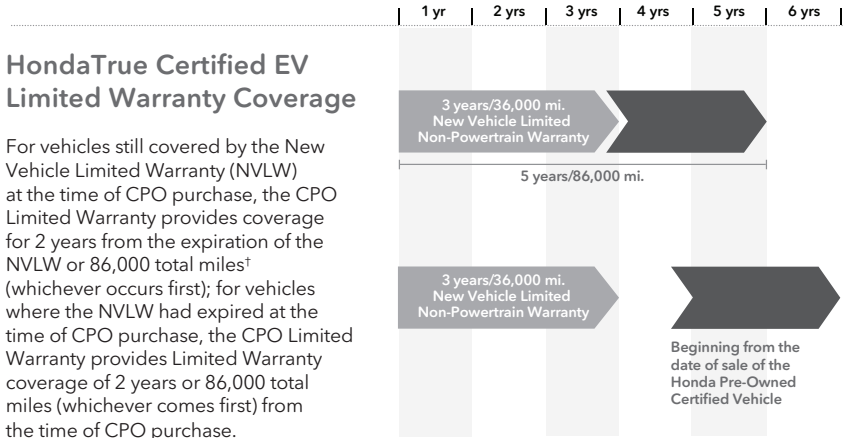 1 yr 2 yrs 3 yrs 4 yrs 5 yrs 6 yrs
HondaTrue Certified EV
Limited Warranty Coverage
For vehicles still covered by the New
Vehicle Limited Warranty (NVLW)
at the time of CPO purchase, the CPO
Limited Warranty provides coverage
for 2 years from the expiration of the
NVLW or 86,000 total miles†
(whichever occurs first); for vehicles
where the NVLW had expired at the
time of CPO purchase, the CPO Limited
Warranty provides Limited Warranty
coverage of 2 years or 86,000 total
miles (whichever comes first) from
the time of CPO purchase.
3 years/36,000 mi.
New Vehicle Limited
Non-Powertrain Warranty
5 years/86,000 mi.
3 years/36,000 mi.
New Vehicle Limited
Non-Powertrain Warranty
Beginning from the
date of sale of the
Honda Pre-Owned
Certified Vehicle